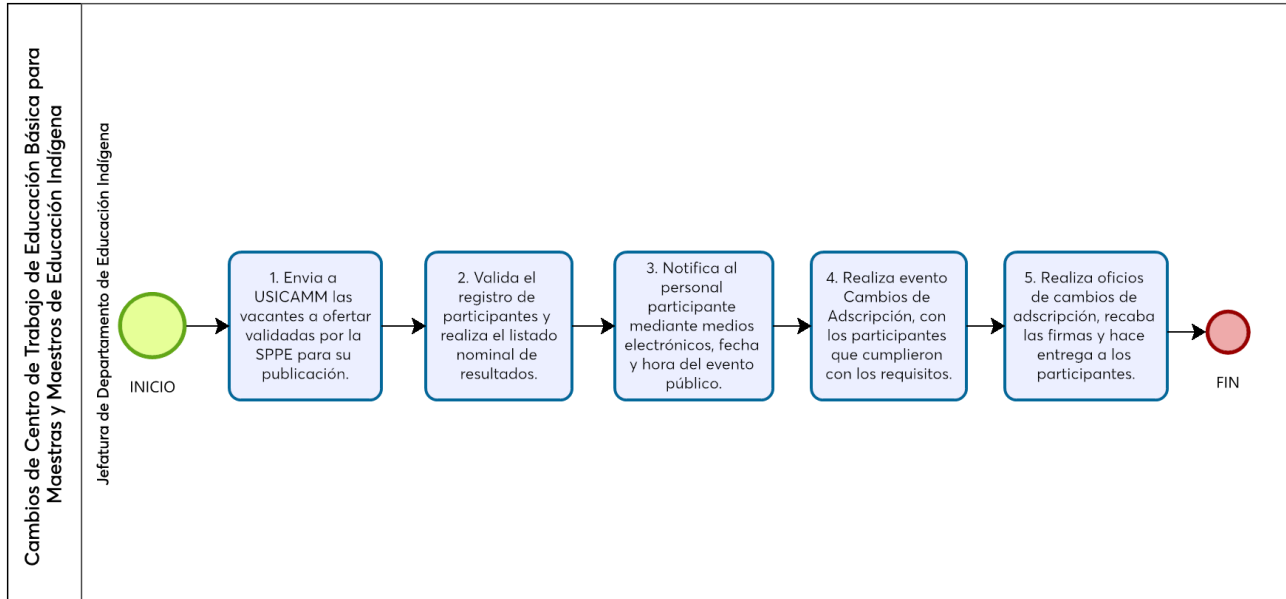 Cambios de Centro de Trabajo de Educación Básica para
Maestras y Maestros de Educación Indígena
Jefatura de Departamento de Educación Indígena
INICIO
1. Envia a
USICAMM las
vacantes a ofertar
validadas por la
SPPE para su
publicación.
2. Valida el
registro de
participantes y
realiza el listado
nominal de
resultados.
3. Notifica al
personal
participante
mediante medios
electrónicos, fecha
y hora del evento
público.
4. Realiza evento
Cambios de
Adscripción, con
los participantes
que cumplieron
con los requisitos.
5. Realiza oficios
de cambios de
adscripción, recaba
las firmas y hace
entrega a los
participantes.
FIN